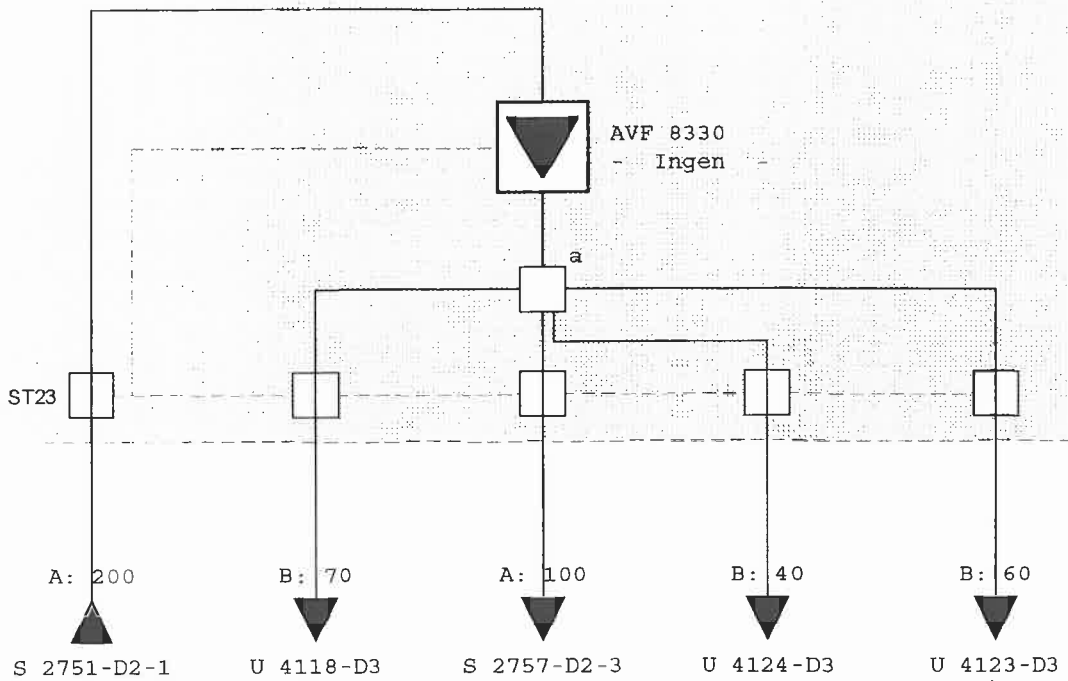 AVF 8330
- Ingen -
a
ST23
A: 200
B: 70
A: 100
B: 40
B: 60
S 2751-D2-1
U 4118-D3
S 2757-D2-3
U 4124-D3
U 4123-D3